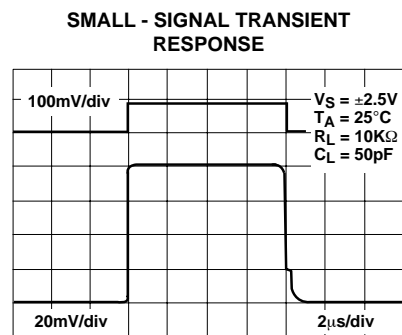 SMALL - SIGNAL TRANSIENT
RESPONSE
100mV/div
VS = ±2.5V
TA = 25°C
RL = 10KΩ
CL = 50pF
20mV/div
2µs/div